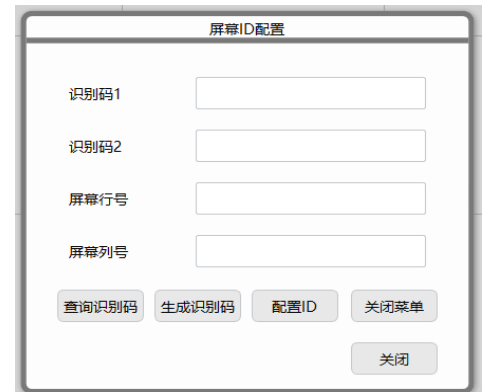 屏幕ID配置
识别码1
识别码2
屏幕行号
屏幕列号
查询识别码 生成识别码 配置ID 关闭菜单
关闭